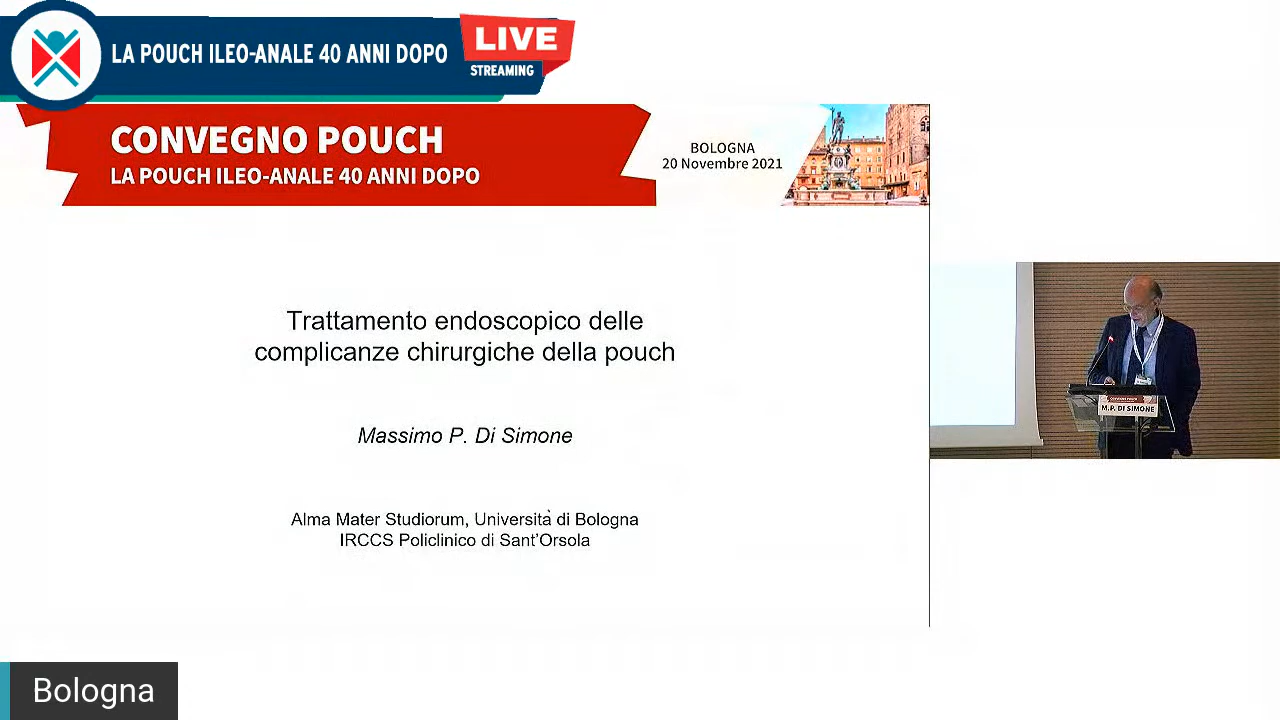 LA POUCH ILEO-ANALE 40 ANNI DOPO
LIVE
STREAMING
CONVEGNO POUCH
LA POUCH ILEO-ANALE 40 ANNI DOPO
BOLOGNA
20 Novembre 2021
Trattamento endoscopico delle
complicanze chirurgiche della pouch
Massimo P. Di Simone
Alma Mater Studiorum, Università di Bologna
IRCCS Policlinico di Sant'Orsola
CONVEGNO POUCH
M.P. DI SIMONE
Bologna